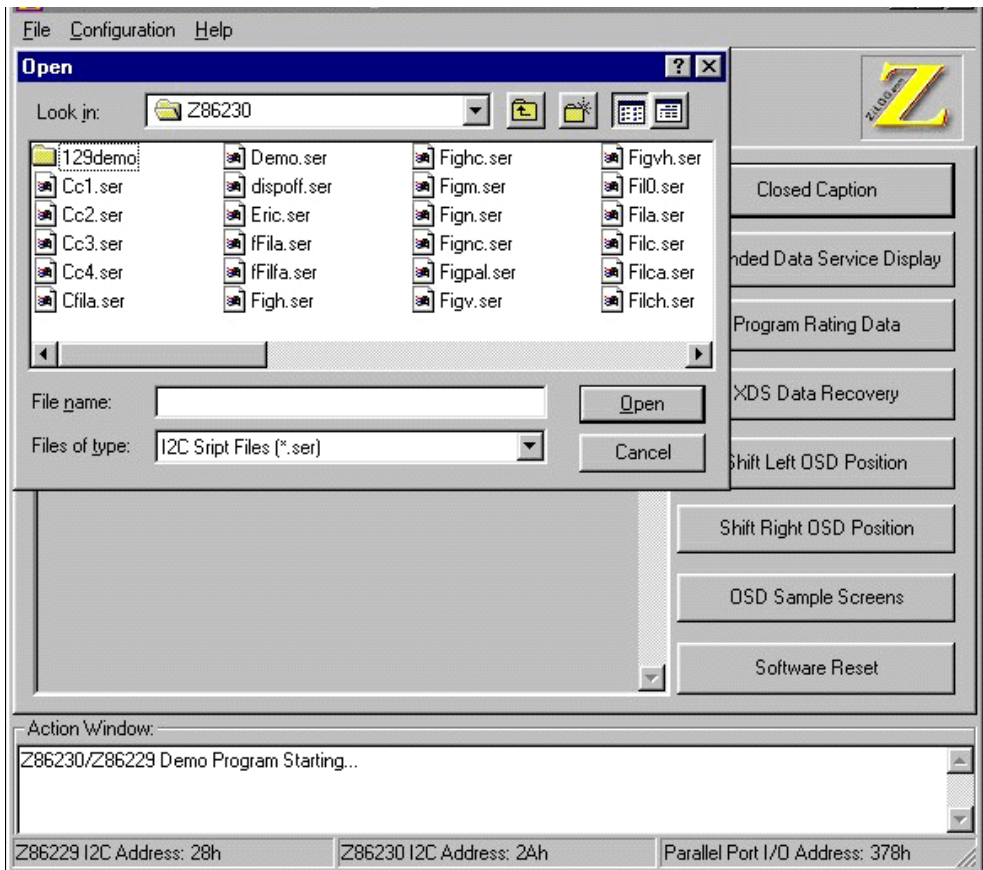 File Configuration Help
Open
Look in: Z86230
129demo
Cc1.ser
Cc2.ser
Cc3.ser
Cc4.ser
Cfila.ser
Demo.ser
dispoff.ser
Eric.ser
fFila.ser
fFilfa.ser
Figh.ser
Fighc.ser
Figm.ser
Fign.ser
Fignc.ser
Figpal.ser
Figv.ser
Figvh.ser
Fil0.ser
Fila.ser
Filc.ser
Filca.ser
Filch.ser
File name:
Open
Files of type: I2C Sript Files (*.ser)
Cancel
Z
ZiLOG.com
Closed Caption
nded Data Service Display
Program Rating Data
XDS Data Recovery
Shift Left OSD Position
Shift Right OSD Position
OSD Sample Screens
Software Reset
Action Window:
Z86230/Z86229 Demo Program Starting...
Z86229 I2C Address: 28h
Z86230 I2C Address: 2Ah
Parallel Port I/O Address: 378h